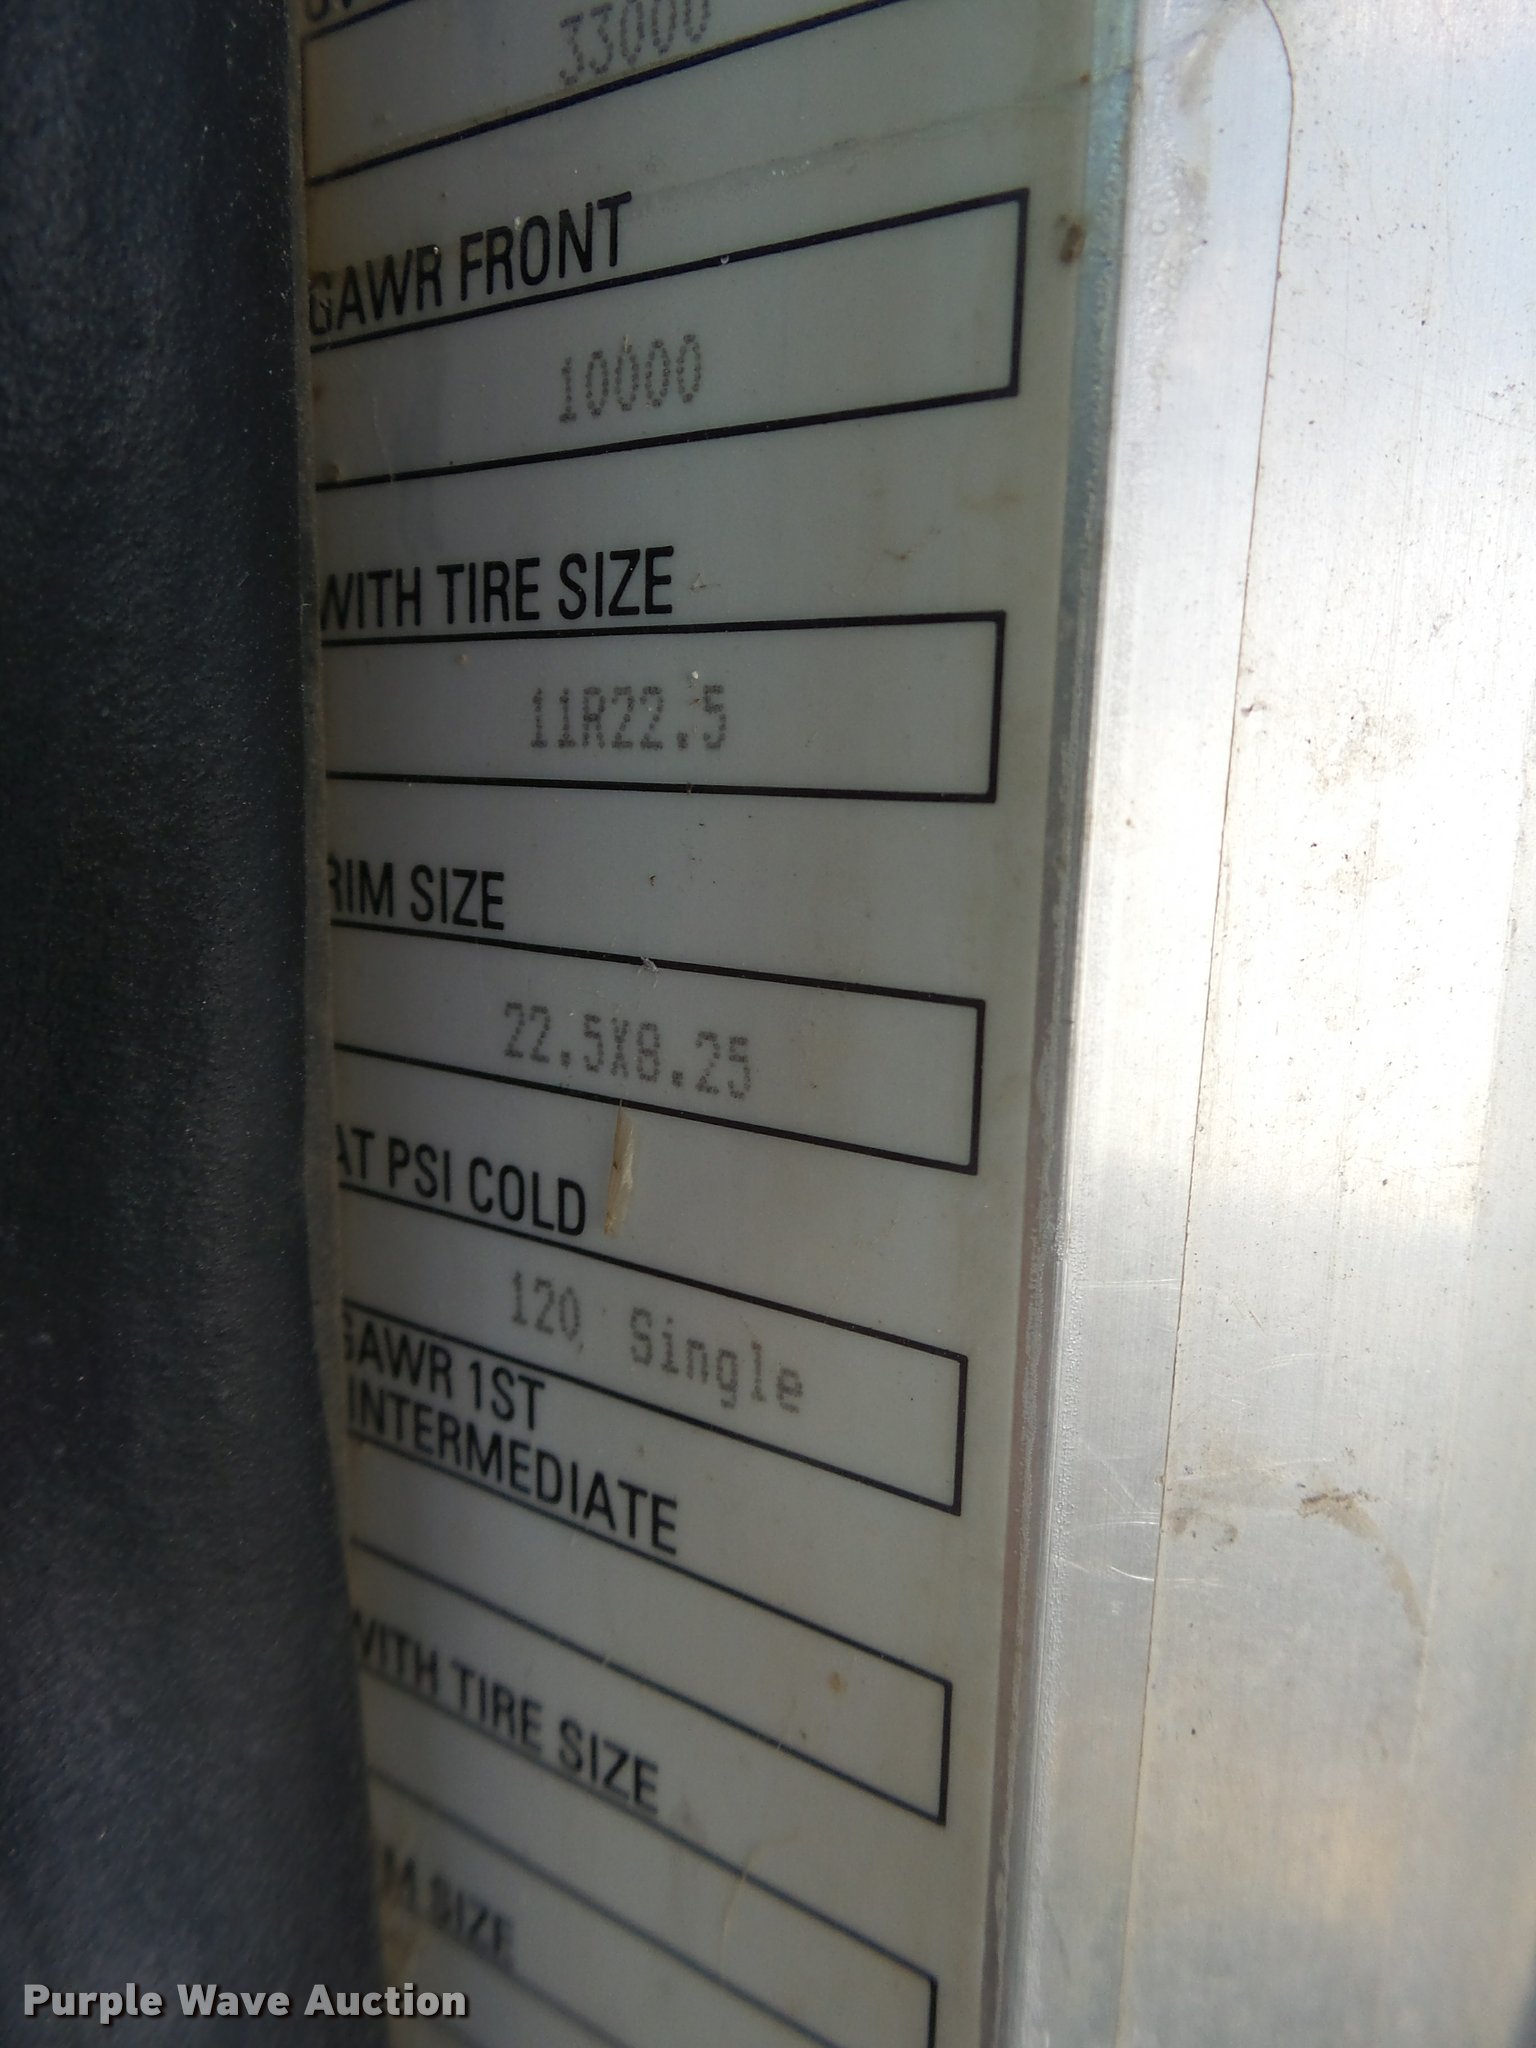 33000
GAWR FRONT
10000
WITH TIRE SIZE
11R22.5
RIM SIZE
22.5X8.25
AT PSI COLD
120, Single
GAWR 1ST
INTERMEDIATE
WITH TIRE SIZE
M SIZE
Purple Wave Auction